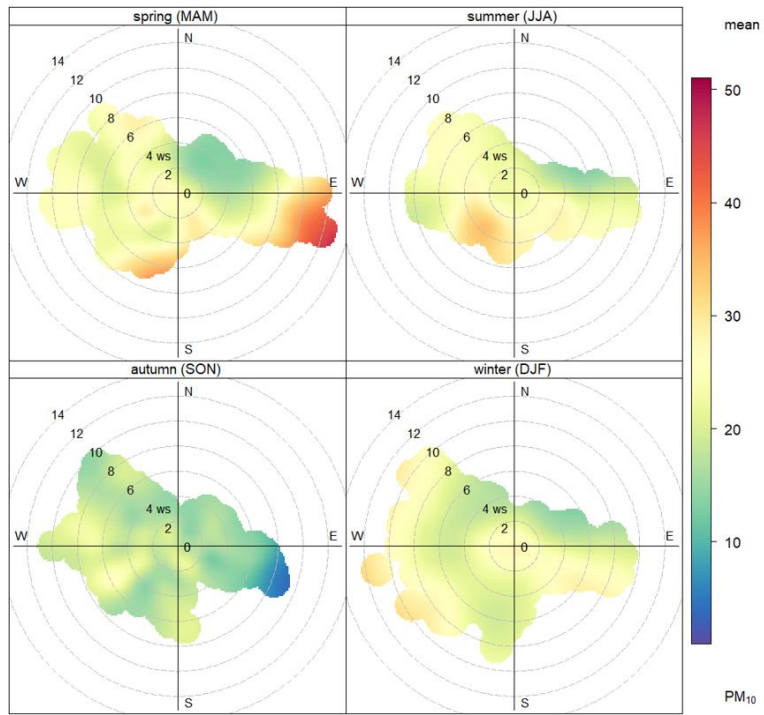 spring (MAM)
N
14
12
10
8
6
4 ws
2
0
W
E
S
summer (JJA)
N
14
12
10
8
6
4 ws
2
0
W
E
S
autumn (SON)
N
14
12
10
8
6
4 ws
2
0
W
E
S
winter (DJF)
N
14
12
10
8
6
4 ws
2
0
W
E
S
mean
50
40
30
20
10
PM₁₀